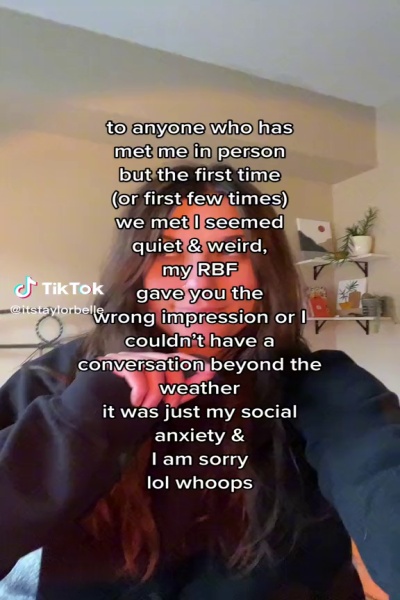 to anyone who has
met me in person
but the first time
(or first few times)
we met I seemed
quiet & weird,
my RBF
gave you the
wrong impression or I
couldn't have a
conversation beyond the
weather
it was just my social
anxiety &
I am sorry
lol whoops
TikTok
@itstaylorbelle